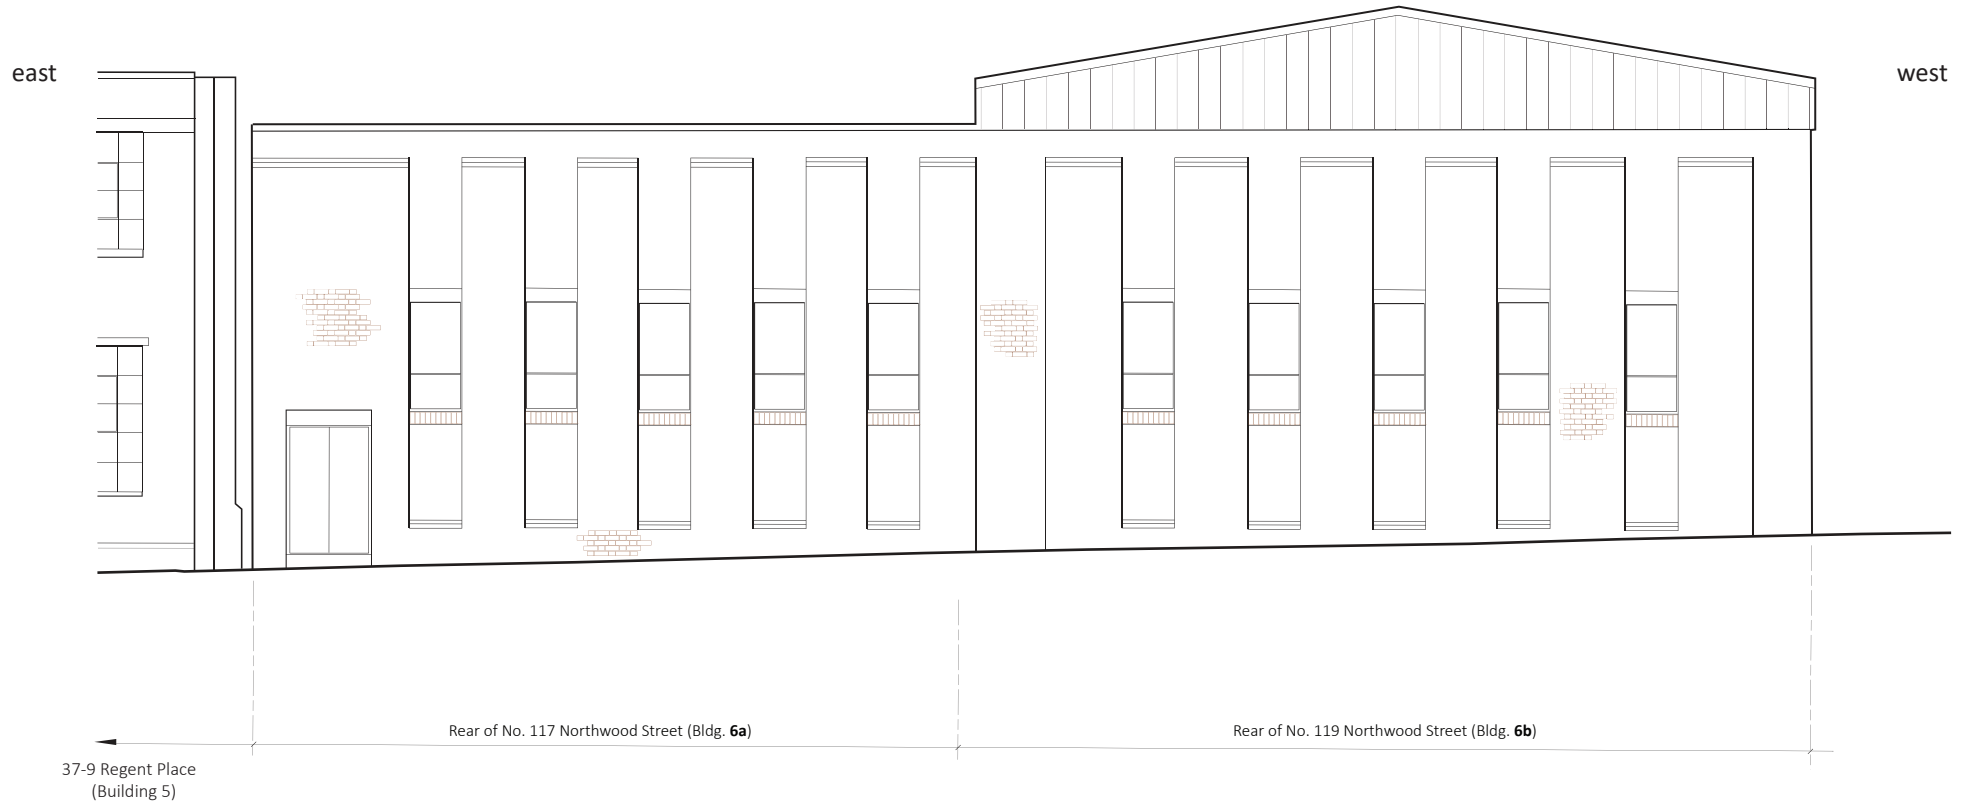 east
west
Rear of No. 117 Northwood Street (Bldg. 6a)
Rear of No. 119 Northwood Street (Bldg. 6b)
37-9 Regent Place
(Building 5)